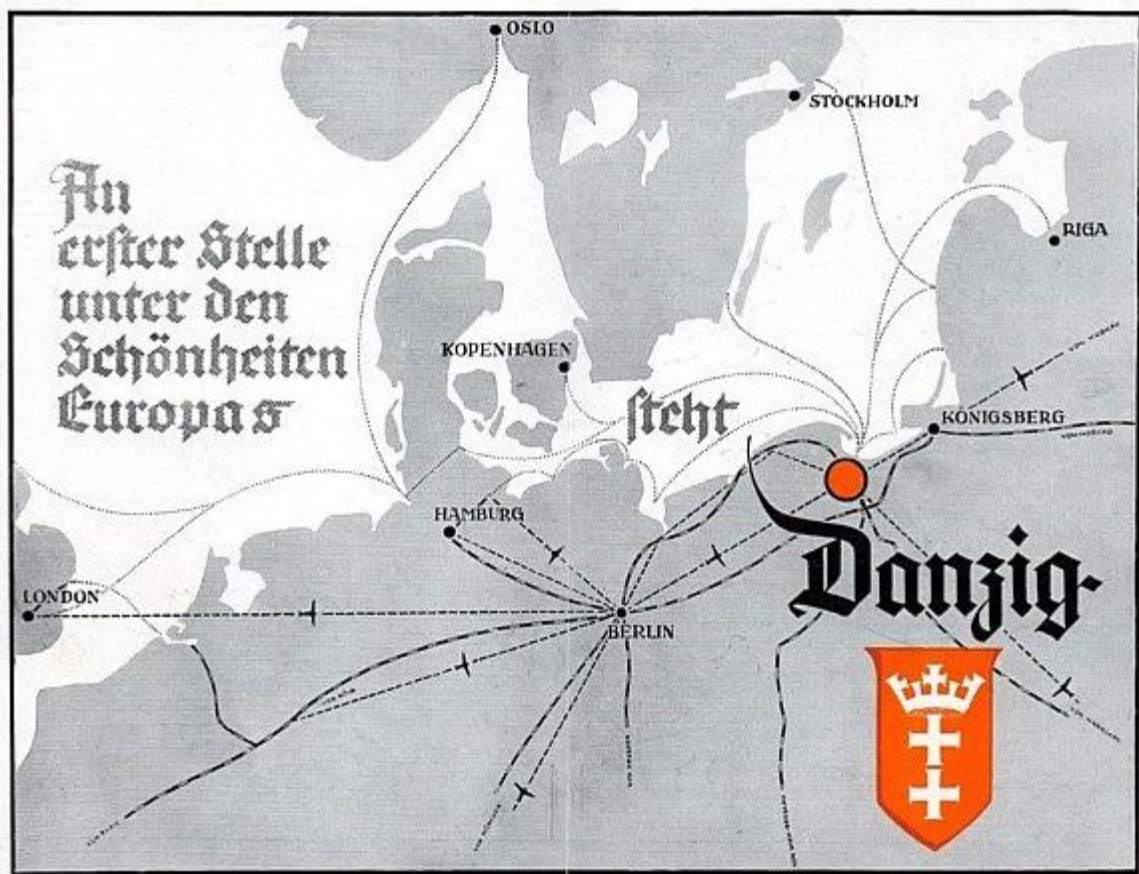 An
erſter Stelle
unter den
Schönheiten
Europas
ſteht
Danzig.
OSLO
STOCKHOLM
RIGA
KOPENHAGEN
KÖNIGSBERG
HAMBURG
LONDON
BERLIN